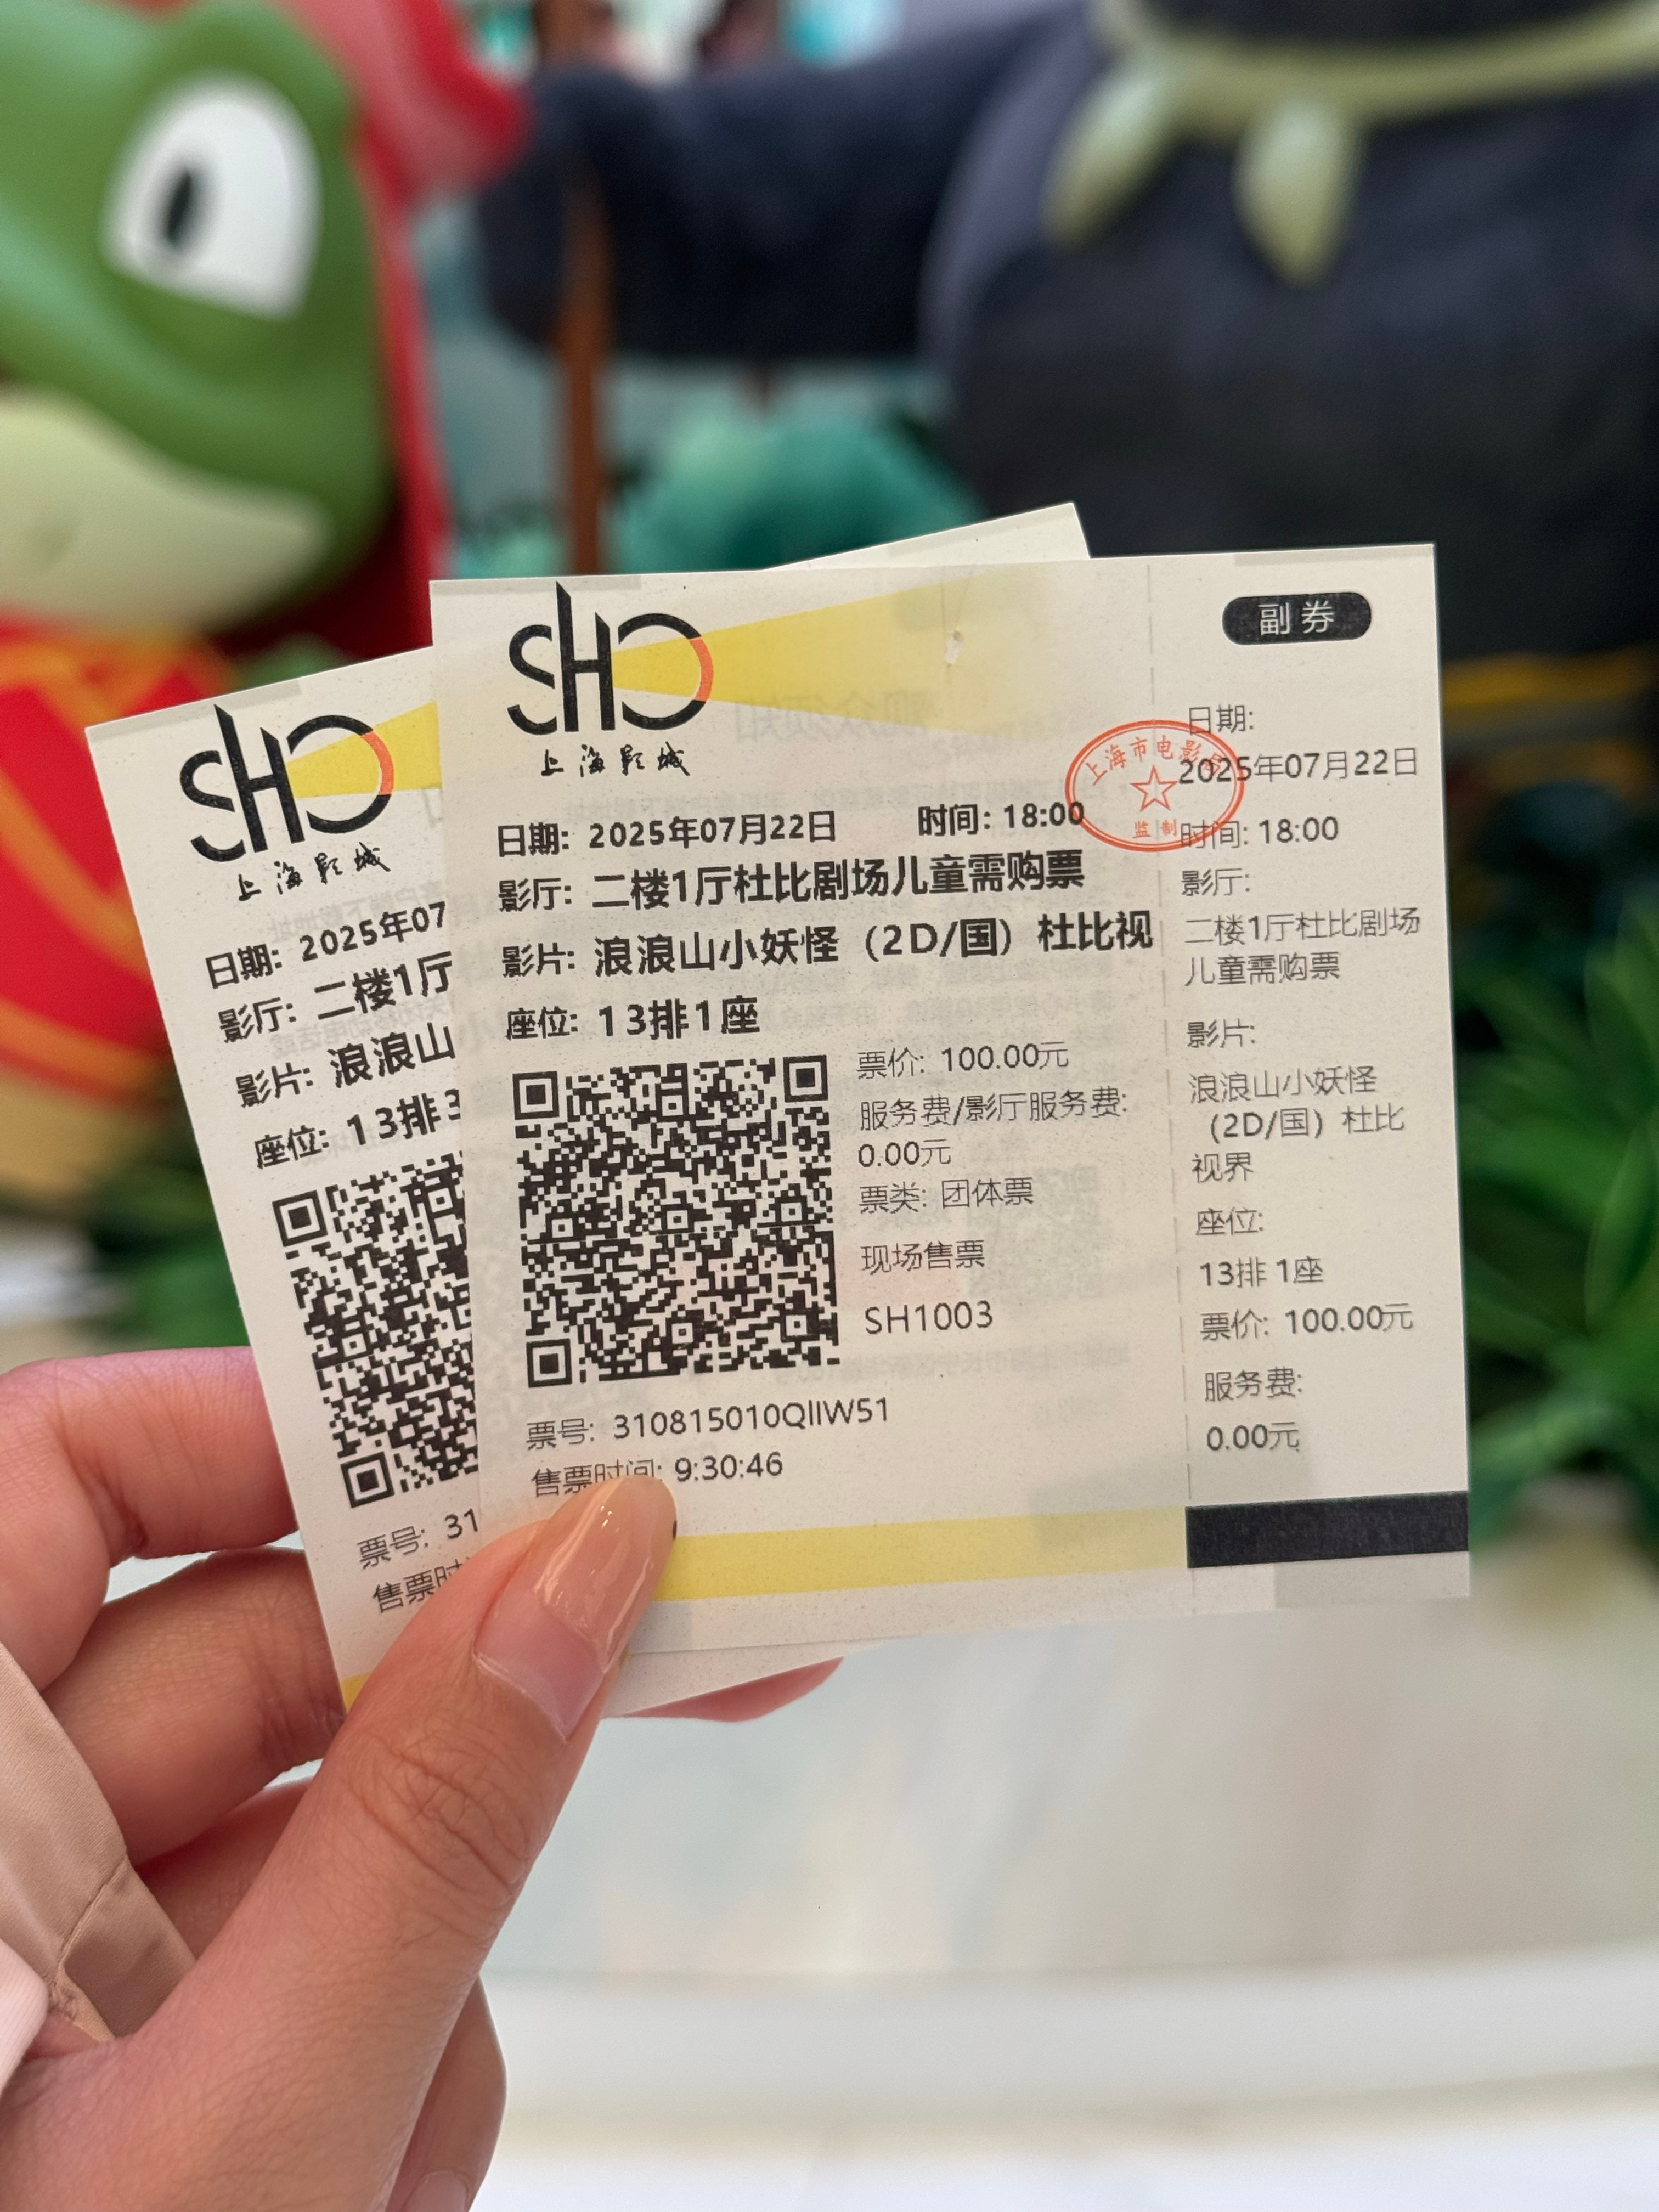 SHO
上海影城
日期: 2025年07
影厅: 二楼1厅
影片: 浪浪山
座位: 13排3
票号: 31
售票时
SHO
上海影城
日期: 2025年07月22日 时间: 18:00
影厅: 二楼1厅杜比剧场儿童需购票
影片: 浪浪山小妖怪（2D/国）杜比视
座位: 13排1座
票价: 100.00元
服务费/影厅服务费:
0.00元
票类: 团体票
现场售票
SH1003
票号: 310815010QlIW51
售票时间: 9:30:46
上海市电影
监制
副券
日期:
2025年07月22日
时间: 18:00
影厅:
二楼1厅杜比剧场
儿童需购票
影片:
浪浪山小妖怪
（2D/国）杜比
视界
座位:
13排 1座
票价: 100.00元
服务费:
0.00元